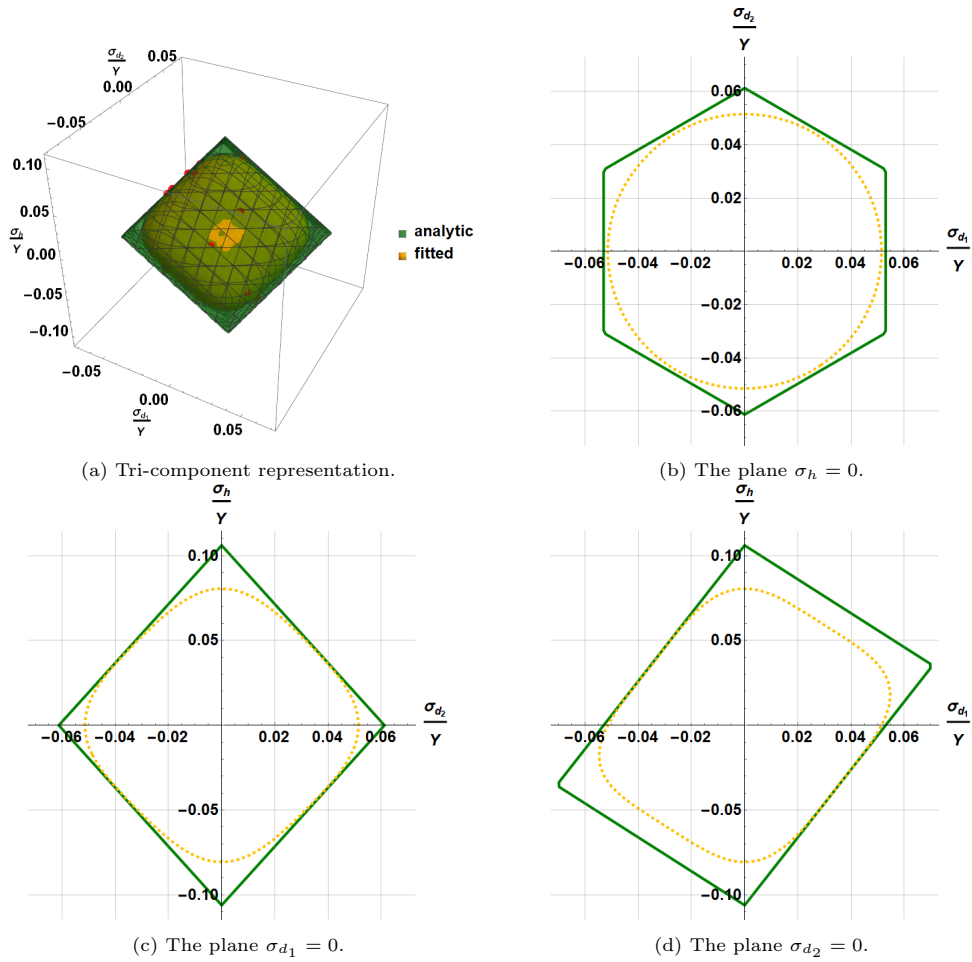 σd₂
Y
0.05
0.00
−0.05
0.10
0.05
σh
Y
0.00
−0.05
−0.10
−0.05
0.00
0.05
σd₁
Y
analytic
fitted
(a) Tri-component representation.
σd₂
Y
0.06
0.04
0.02
−0.06 −0.04 −0.02 0.02 0.04 0.06
σd₁
Y
−0.02
−0.04
−0.06
(b) The plane σh = 0.
σh
Y
0.10
0.05
σd₂
Y
−0.06 −0.04 −0.02 0.02 0.04 0.06
−0.05
−0.10
(c) The plane σd₁ = 0.
σh
Y
0.10
0.05
σd₁
Y
−0.06 −0.04 −0.02 0.02 0.04 0.06
−0.05
−0.10
(d) The plane σd₂ = 0.